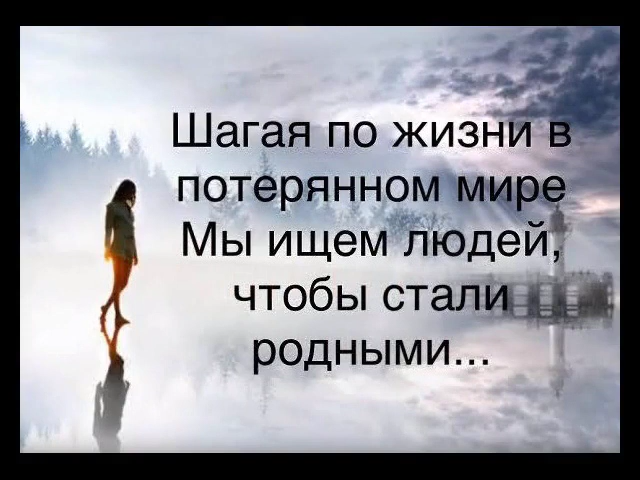 Шагая по жизни в
потерянном мире
Мы ищем людей,
чтобы стали
родными...